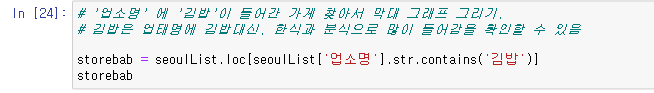 In [24]: # '업소명' 에 '김밥'이 들어간 가게 찾아서 막대 그래프 그리기.
# 김밥은 업태명에 김밥대신, 한식과 분식으로 많이 들어감을 확인할 수 있음
storebab = seoulList.loc[seoulList['업소명'].str.contains('김밥')]
storebab